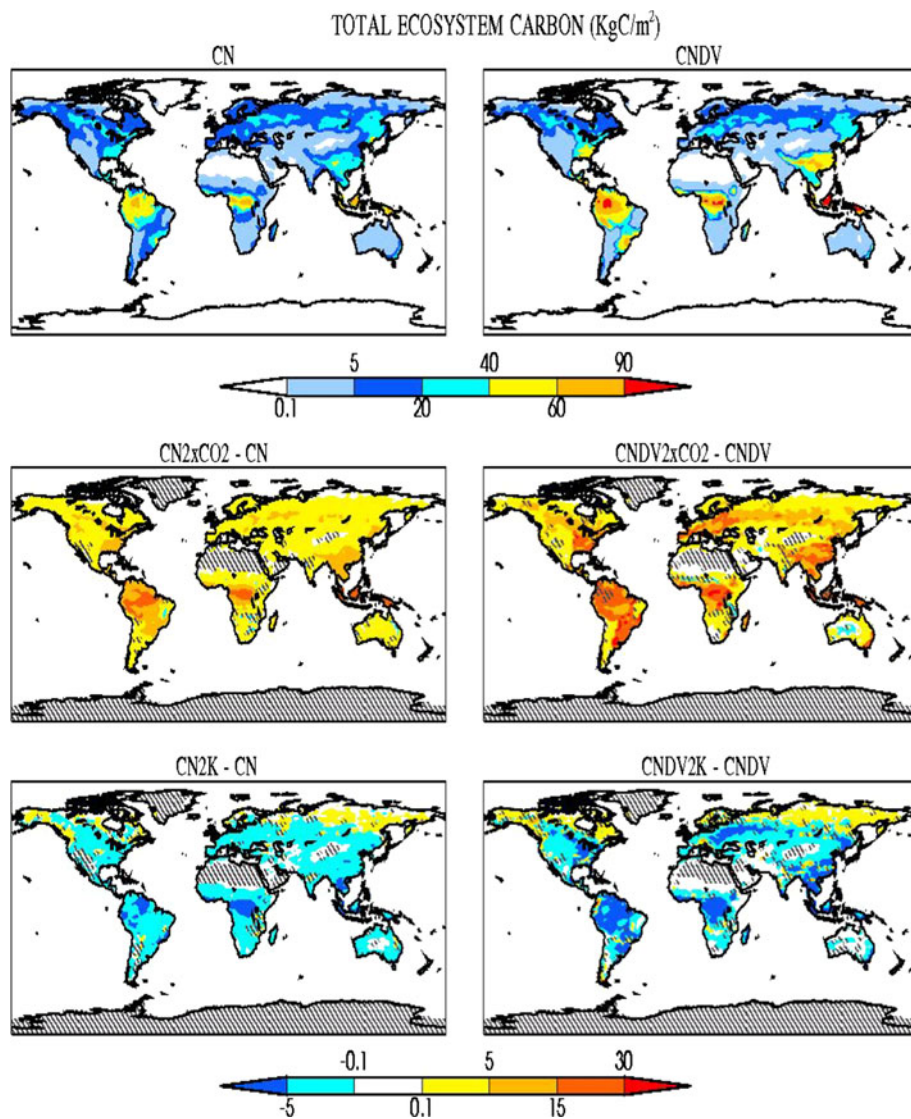 TOTAL ECOSYSTEM CARBON (KgC/m²)
CN CNDV
5 40 90
0.1 20 60
CN2xCO2 - CN CNDV2xCO2 - CNDV
CN2K - CN CNDV2K - CNDV
-0.1 5 30
-5 0.1 15